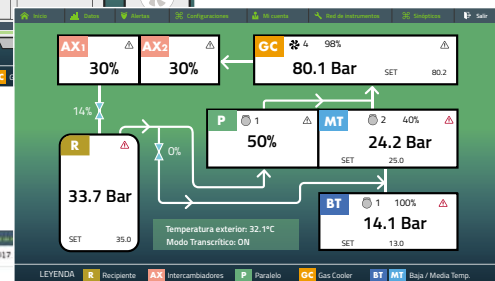 Inicio Datos Alertas Configuraciones Mi cuenta Red de instrumentos Sinópticos Salir
AX1 AX2 GC 4 98%
30% 30% 80.1 Bar
SET 80.2
14%
P 1 MT 2 40%
50% 24.2 Bar
SET 25.0
R
0%
33.7 Bar
SET 35.0
BT 1 100%
14.1 Bar
SET 13.0
Temperatura exterior: 32.1ºC
Modo Transcrítico: ON
LEYENDA R Recipiente AX Intercambiadores P Paralelo GC Gas Cooler BT MT Baja / Media Temp.
017